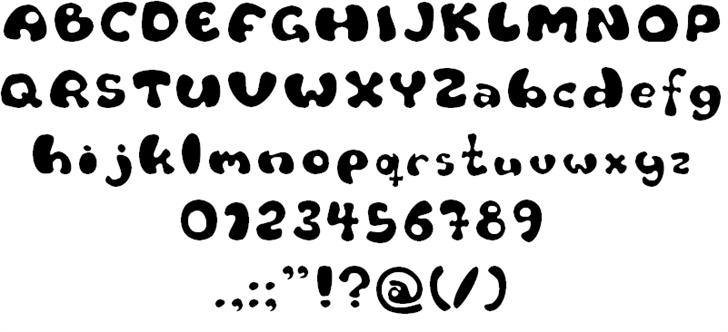 ABCDEFGHIJKLMNOP
QRSTUVWXYZabcdefg
hijklmnopqrstuvwxyz
0123456789
.,:;”!?@(/)